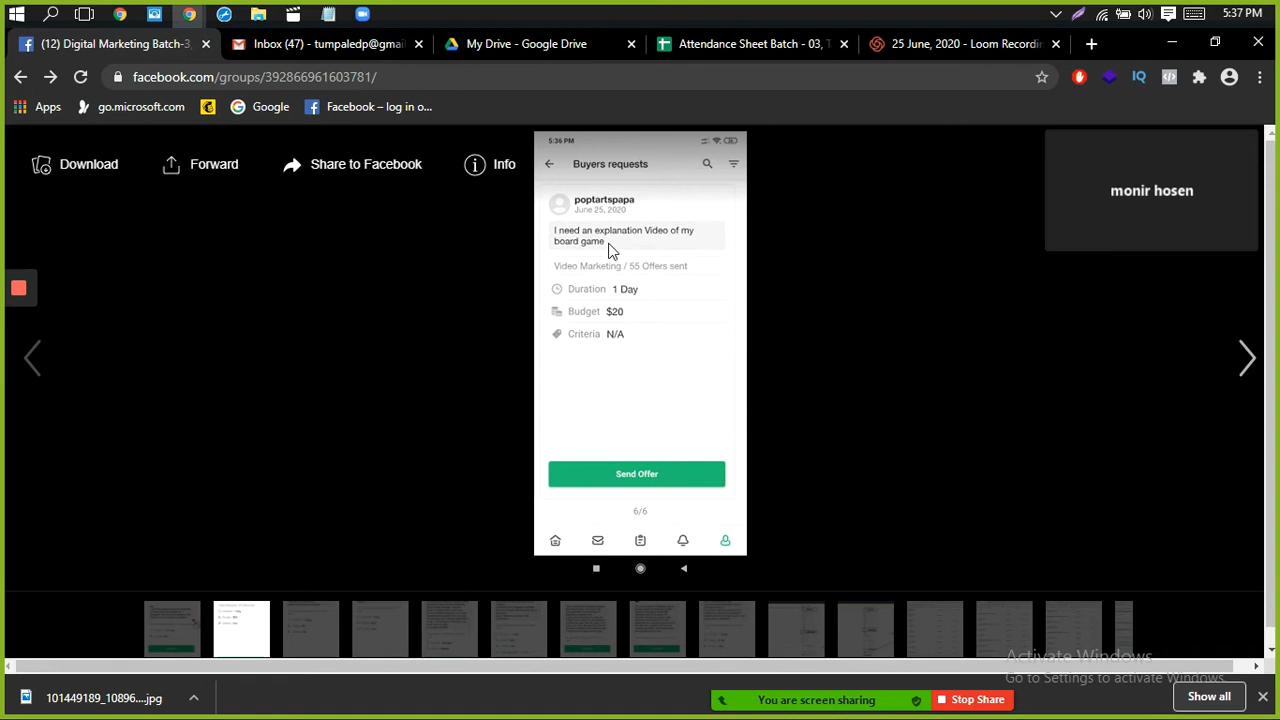 5:37 PM
(12) Digital Marketing Batch-3,
Inbox (47) - tumpaledp@gmai
My Drive - Google Drive
Attendance Sheet Batch - 03, T
25 June, 2020 - Loom Recordin
facebook.com/groups/392866961603781/
IQ
Apps
go.microsoft.com
Google
Facebook – log in o...
Download
Forward
Share to Facebook
Info
monir hosen
5:36 PM
Buyers requests
poptartspapa
June 25, 2020
I need an explanation Video of my
board game
Video Marketing / 55 Offers sent
Duration 1 Day
Budget $20
Criteria N/A
Send Offer
6/6
Activate Windows
Go to Settings to activate Windows.
101449189_10896....jpg
You are screen sharing
Stop Share
Show all